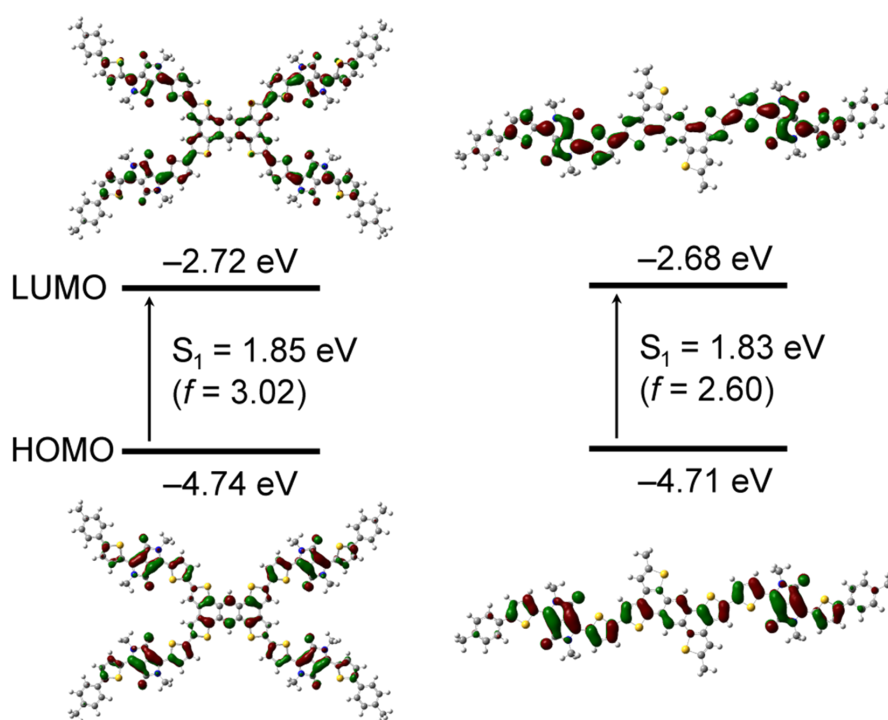 –2.72 eV
–2.68 eV
LUMO
S₁ = 1.85 eV
(f = 3.02)
S₁ = 1.83 eV
(f = 2.60)
HOMO
–4.74 eV
–4.71 eV